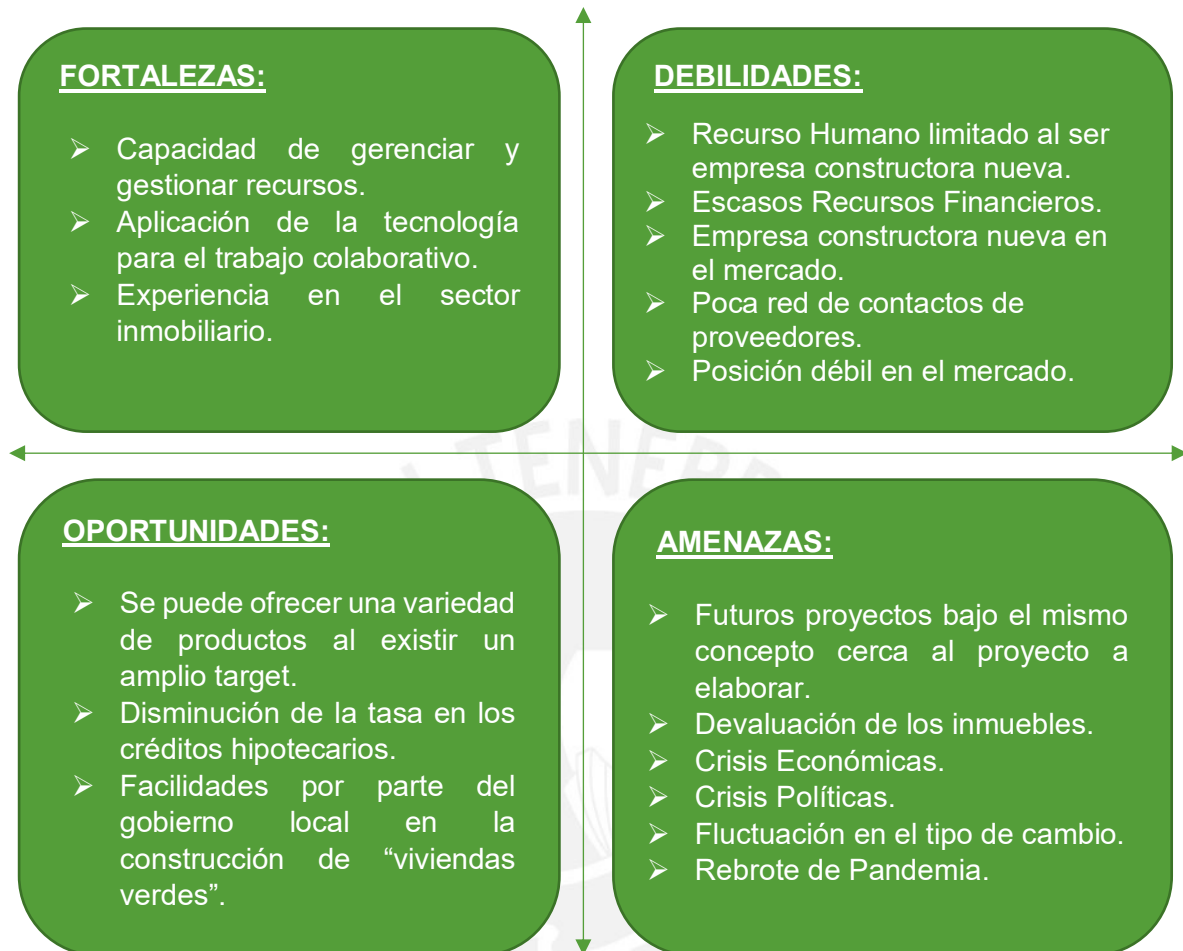 FORTALEZAS:
➢ Capacidad de gerenciar y
gestionar recursos.
➢ Aplicación de la tecnología
para el trabajo colaborativo.
➢ Experiencia en el sector
inmobiliario.
DEBILIDADES:
➢ Recurso Humano limitado al ser
empresa constructora nueva.
➢ Escasos Recursos Financieros.
➢ Empresa constructora nueva en
el mercado.
➢ Poca red de contactos de
proveedores.
➢ Posición débil en el mercado.
OPORTUNIDADES:
➢ Se puede ofrecer una variedad
de productos al existir un
amplio target.
➢ Disminución de la tasa en los
créditos hipotecarios.
➢ Facilidades por parte del
gobierno local en la
construcción de “viviendas
verdes”.
AMENAZAS:
➢ Futuros proyectos bajo el mismo
concepto cerca al proyecto a
elaborar.
➢ Devaluación de los inmuebles.
➢ Crisis Económicas.
➢ Crisis Políticas.
➢ Fluctuación en el tipo de cambio.
➢ Rebrote de Pandemia.